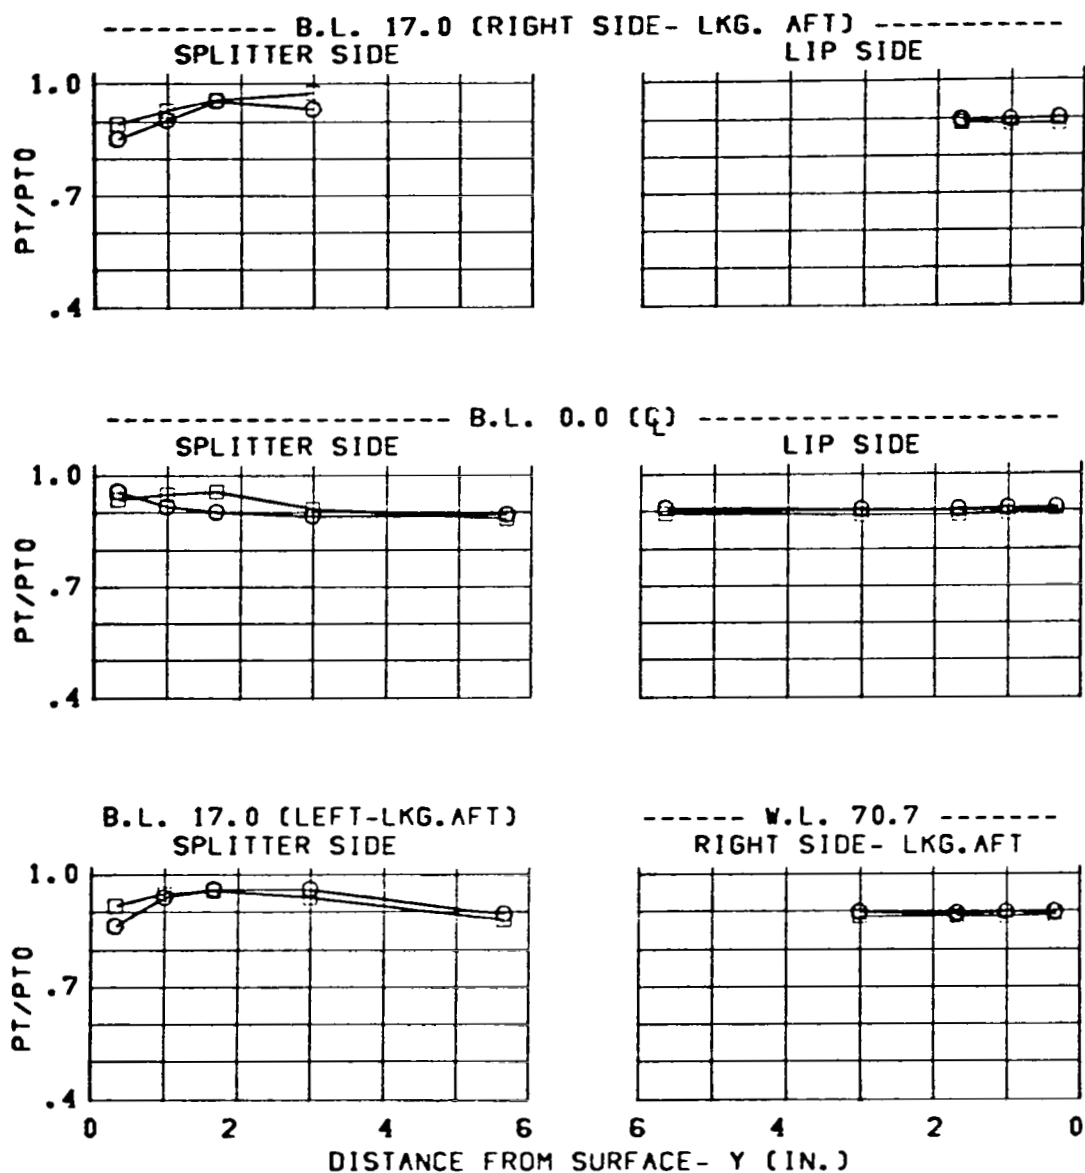 ---------- B.L. 17.0 (RIGHT SIDE- LKG. AFT) -----------
SPLITTER SIDE LIP SIDE
1.0
.7
.4
PT/PTO
-------------------- B.L. 0.0 (℄) ---------------------
SPLITTER SIDE LIP SIDE
1.0
.7
.4
PT/PTO
B.L. 17.0 (LEFT-LKG.AFT) ------ W.L. 70.7 -------
SPLITTER SIDE RIGHT SIDE- LKG.AFT
1.0
.7
.4
PT/PTO
0 2 4 6 6 4 2 0
DISTANCE FROM SURFACE- Y (IN.)